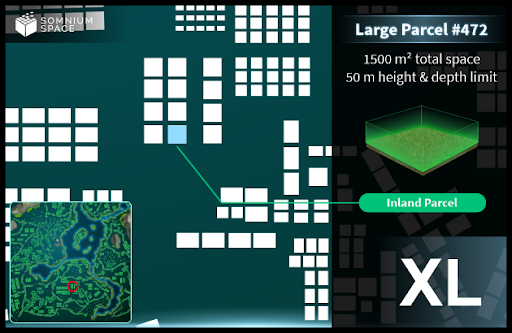 SOMNIUM
SPACE
Large Parcel #472
1500 m² total space
50 m height & depth limit
Inland Parcel
XL